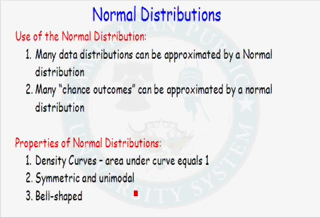 Normal Distributions
Use of the Normal Distribution:
1. Many data distributions can be approximated by a Normal
distribution
2. Many "chance outcomes" can be approximated by a normal
distribution
Properties of Normal Distributions:
1. Density Curves - area under curve equals 1
2. Symmetric and unimodal
3. Bell-shaped